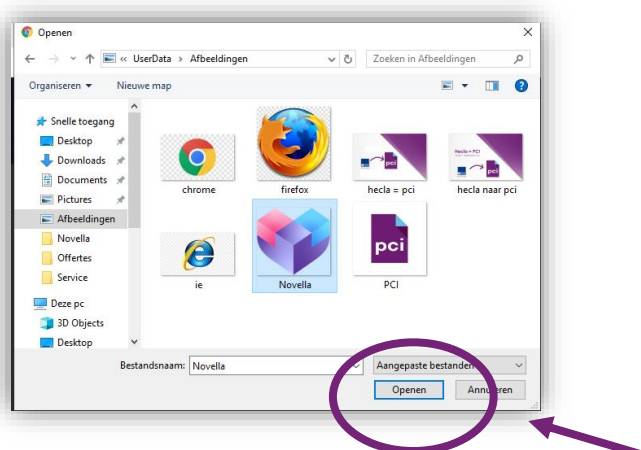 Openen
« UserData › Afbeeldingen
Zoeken in Afbeeldingen
Organiseren
Nieuwe map
Snelle toegang
Desktop
Downloads
Documents
Pictures
Afbeeldingen
Novella
Offertes
Service
Deze pc
3D Objects
Desktop
chrome
firefox
hecla = pci
hecla naar pci
ie
Novella
pci
PCI
Bestandsnaam: Novella
Aangepaste bestanden
Openen
Annuleren